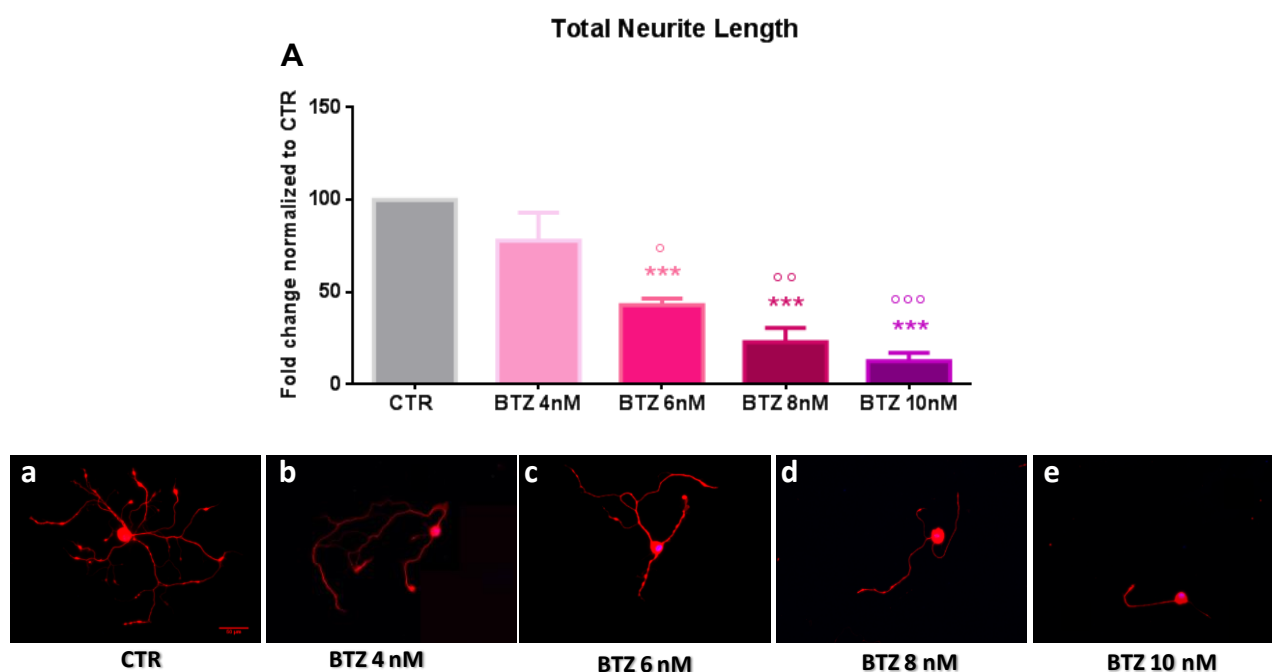 Total Neurite Length
A
Fold change normalized to CTR
150
100
50
0
°
***
°°
***
°°°
***
CTR
BTZ 4nM
BTZ 6nM
BTZ 8nM
BTZ 10nM
a
b
c
d
e
CTR
BTZ 4 nM
BTZ 6 nM
BTZ 8 nM
BTZ 10 nM